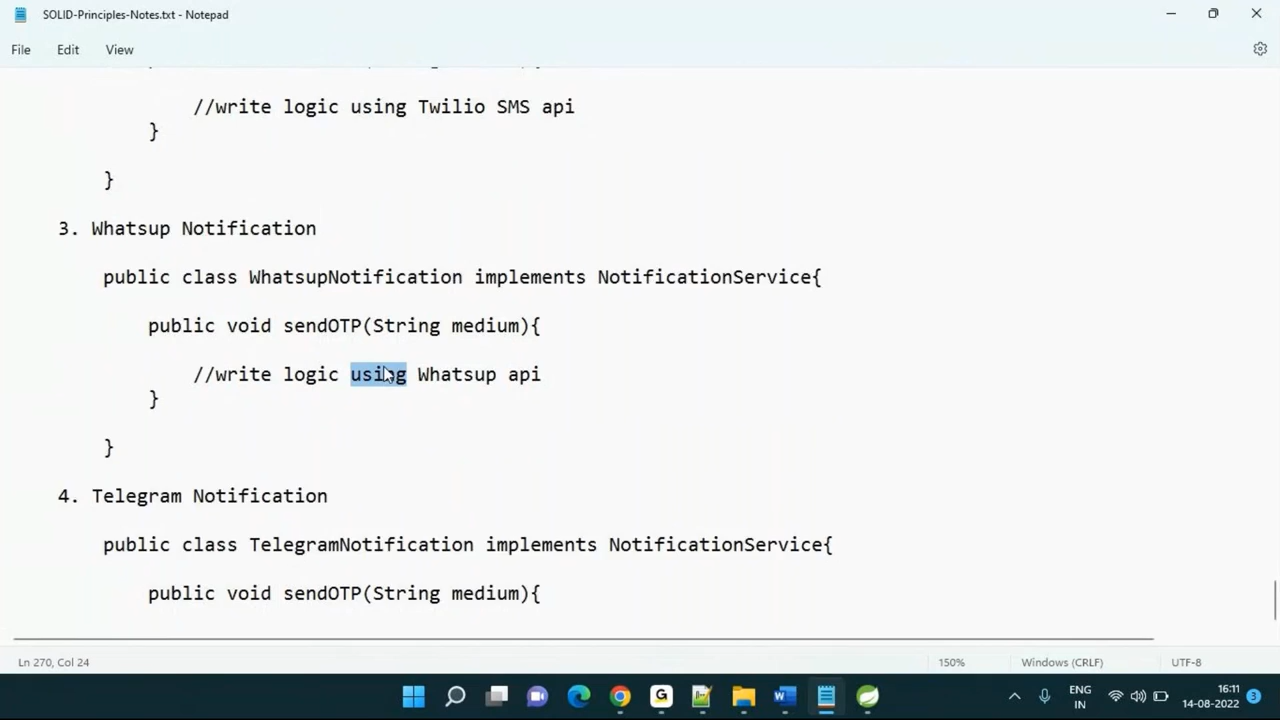 SOLID-Principles-Notes.txt - Notepad
File Edit View
//write logic using Twilio SMS api
}
}
3. Whatsup Notification
public class WhatsupNotification implements NotificationService{
public void sendOTP(String medium){
//write logic using Whatsup api
}
}
4. Telegram Notification
public class TelegramNotification implements NotificationService{
public void sendOTP(String medium){
Ln 270, Col 24 150% Windows (CRLF) UTF-8
ENG
IN
16:11
14-08-2022
3